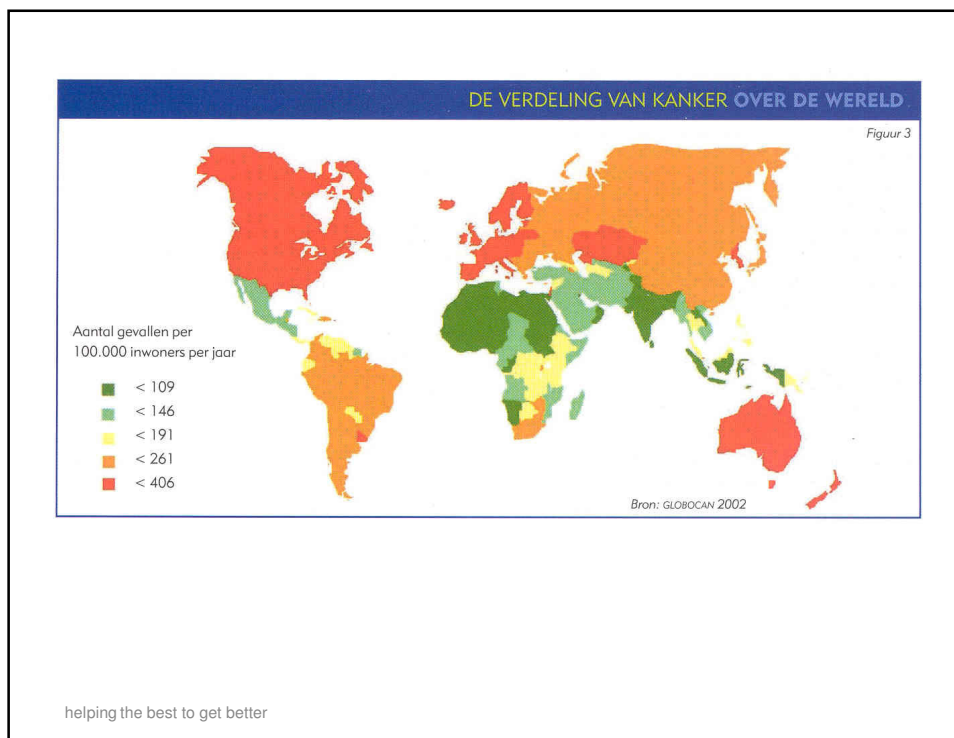 DE VERDELING VAN KANKER OVER DE WERELD
Figuur 3
Aantal gevallen per
100.000 inwoners per jaar
< 109
< 146
< 191
< 261
< 406
Bron: GLOBOCAN 2002
helping the best to get better